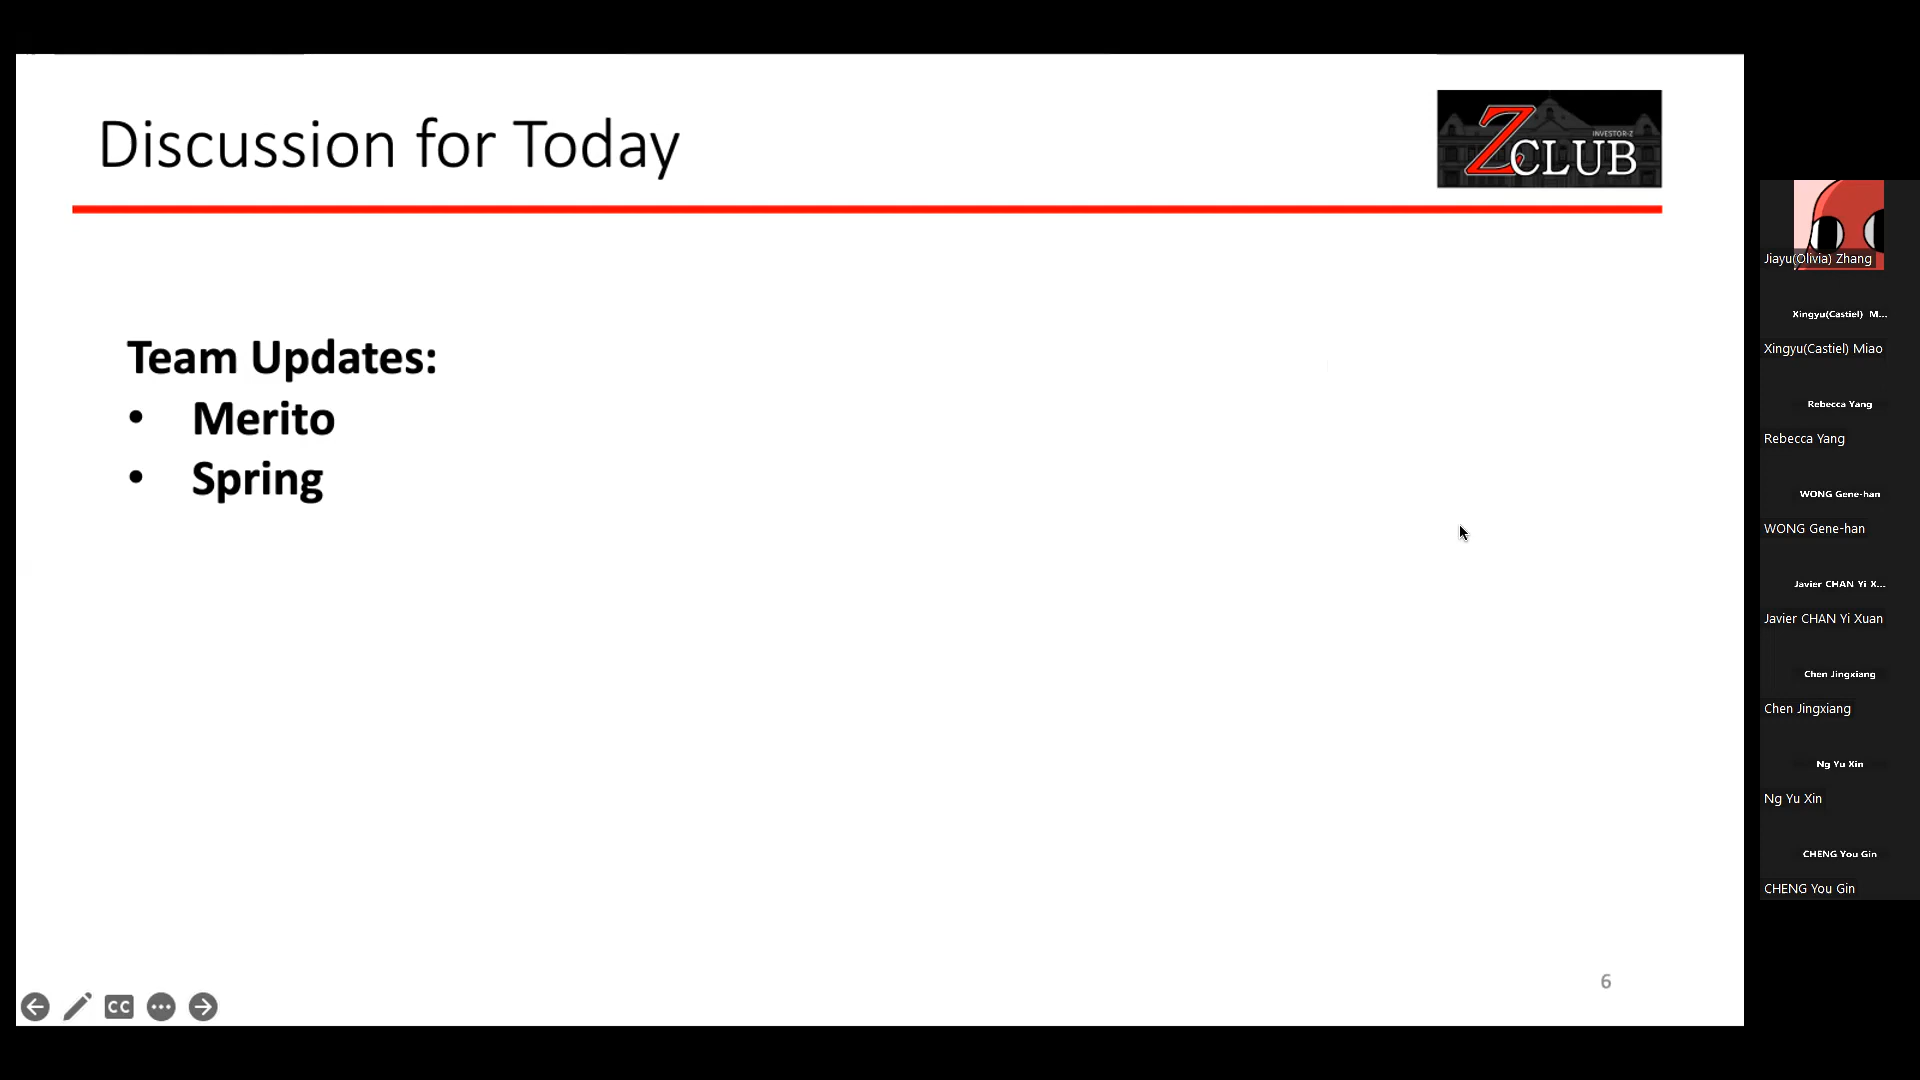 Discussion for Today
INVESTOR-Z
ZCLUB
Team Updates:
• Merito
• Spring
6
CC
Jiayu(Olivia) Zhang
Xingyu(Castiel) M...
Xingyu(Castiel) Miao
Rebecca Yang
Rebecca Yang
WONG Gene-han
WONG Gene-han
Javier CHAN Yi X...
Javier CHAN Yi Xuan
Chen Jingxiang
Chen Jingxiang
Ng Yu Xin
Ng Yu Xin
CHENG You Gin
CHENG You Gin